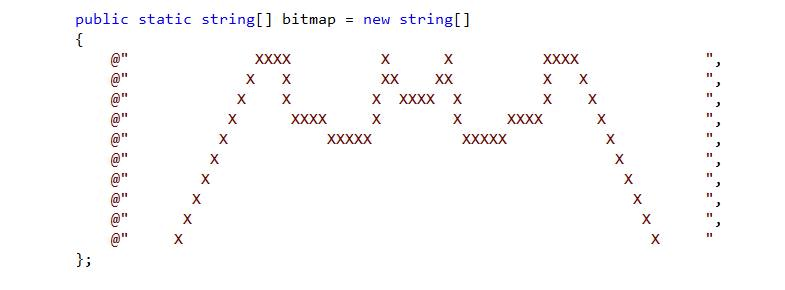 public static string[] bitmap = new string[]
{
    @"              XXXX          X      X          XXXX              ",
    @"             X   X          XX    XX          X   X             ",
    @"            X    X         X  XXXX  X         X    X            ",
    @"           X      XXXX     X        X     XXXX      X           ",
    @"          X           XXXXX          XXXXX           X          ",
    @"         X                                            X         ",
    @"        X                                              X        ",
    @"       X                                                X       ",
    @"      X                                                  X      ",
    @"     X                                                    X     "
};